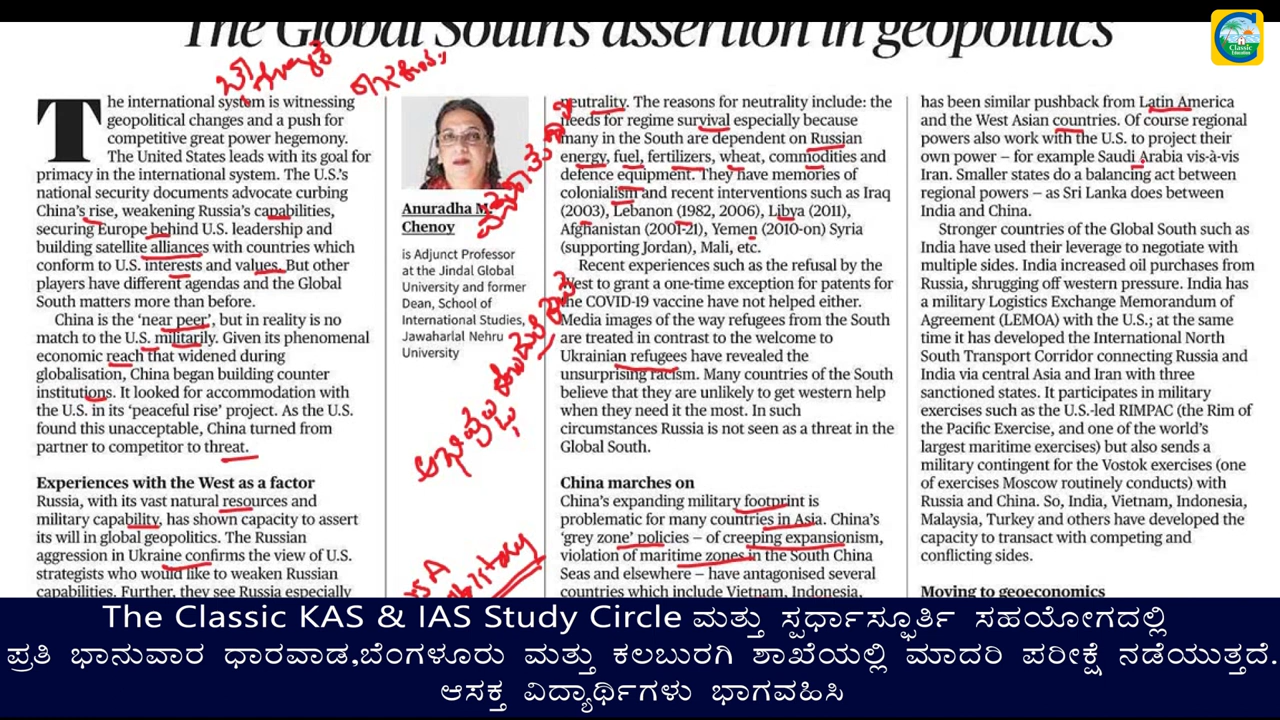 The Global South's assertion in geopolitics
Classic
Education
The international system is witnessing
geopolitical changes and a push for
competitive great power hegemony.
The United States leads with its goal for
primacy in the international system. The U.S.'s
national security documents advocate curbing
China's rise, weakening Russia's capabilities,
securing Europe behind U.S. leadership and
building satellite alliances with countries which
conform to U.S. interests and values. But other
players have different agendas and the Global
South matters more than before.
China is the 'near peer', but in reality is no
match to the U.S. militarily. Given its phenomenal
economic reach that widened during
globalisation, China began building counter
institutions. It looked for accommodation with
the U.S. in its 'peaceful rise' project. As the U.S.
found this unacceptable, China turned from
partner to competitor to threat.
Experiences with the West as a factor
Russia, with its vast natural resources and
military capability, has shown capacity to assert
its will in global geopolitics. The Russian
aggression in Ukraine confirms the view of U.S.
strategists who would like to weaken Russian
capabilities. Further, they see Russia especially
Anuradha M.
Chenoy
is Adjunct Professor
at the Jindal Global
University and former
Dean, School of
International Studies,
Jawaharlal Nehru
University
neutrality. The reasons for neutrality include: the
needs for regime survival especially because
many in the South are dependent on Russian
energy, fuel, fertilizers, wheat, commodities and
defence equipment. They have memories of
colonialism and recent interventions such as Iraq
(2003), Lebanon (1982, 2006), Libya (2011),
Afghanistan (2001-21), Yemen (2010-on) Syria
(supporting Jordan), Mali, etc.
Recent experiences such as the refusal by the
West to grant a one-time exception for patents for
the COVID-19 vaccine have not helped either.
Media images of the way refugees from the South
are treated in contrast to the welcome to
Ukrainian refugees have revealed the
unsurprising racism. Many countries of the South
believe that they are unlikely to get western help
when they need it the most. In such
circumstances Russia is not seen as a threat in the
Global South.
China marches on
China's expanding military footprint is
problematic for many countries in Asia. China's
'grey zone' policies – of creeping expansionism,
violation of maritime zones in the South China
Seas and elsewhere – have antagonised several
countries which include Vietnam, Indonesia,
has been similar pushback from Latin America
and the West Asian countries. Of course regional
powers also work with the U.S. to project their
own power – for example Saudi Arabia vis-à-vis
Iran. Smaller states do a balancing act between
regional powers – as Sri Lanka does between
India and China.
Stronger countries of the Global South such as
India have used their leverage to negotiate with
multiple sides. India increased oil purchases from
Russia, shrugging off western pressure. India has
a military Logistics Exchange Memorandum of
Agreement (LEMOA) with the U.S.; at the same
time it has developed the International North
South Transport Corridor connecting Russia and
India via central Asia and Iran with three
sanctioned states. It participates in military
exercises such as the U.S.-led RIMPAC (the Rim of
the Pacific Exercise, and one of the world's
largest maritime exercises) but also sends a
military contingent for the Vostok exercises (one
of exercises Moscow routinely conducts) with
Russia and China. So, India, Vietnam, Indonesia,
Malaysia, Turkey and others have developed the
capacity to transact with competing and
conflicting sides.
Moving to geoeconomics
The Classic KAS & IAS Study Circle ಮತ್ತು ಸ್ಪರ್ಧಾಸ್ಫೂರ್ತಿ ಸಹಯೋಗದಲ್ಲಿ
ಪ್ರತಿ ಭಾನುವಾರ ಧಾರವಾಡ,ಬೆಂಗಳೂರು ಮತ್ತು ಕಲಬುರಗಿ ಶಾಖೆಯಲ್ಲಿ ಮಾದರಿ ಪರೀಕ್ಷೆ ನಡೆಯುತ್ತದೆ.
ಆಸಕ್ತ ವಿದ್ಯಾರ್ಥಿಗಳು ಭಾಗವಹಿಸಿ